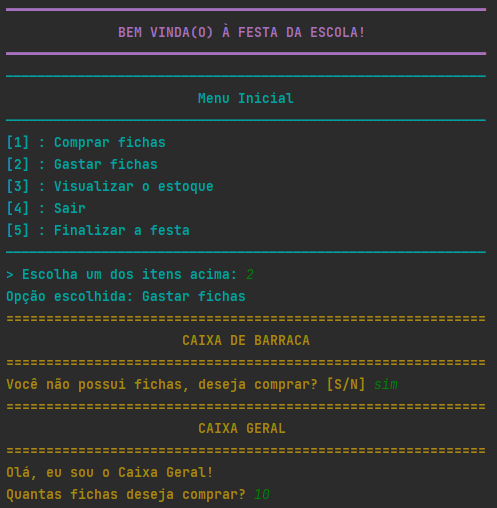 BEM VINDA(O) À FESTA DA ESCOLA!
Menu Inicial
[1] : Comprar fichas
[2] : Gastar fichas
[3] : Visualizar o estoque
[4] : Sair
[5] : Finalizar a festa
> Escolha um dos itens acima: 2
Opção escolhida: Gastar fichas
============================================================
CAIXA DE BARRACA
============================================================
Você não possui fichas, deseja comprar? [S/N] sim
============================================================
CAIXA GERAL
============================================================
Olá, eu sou o Caixa Geral!
Quantas fichas deseja comprar? 10